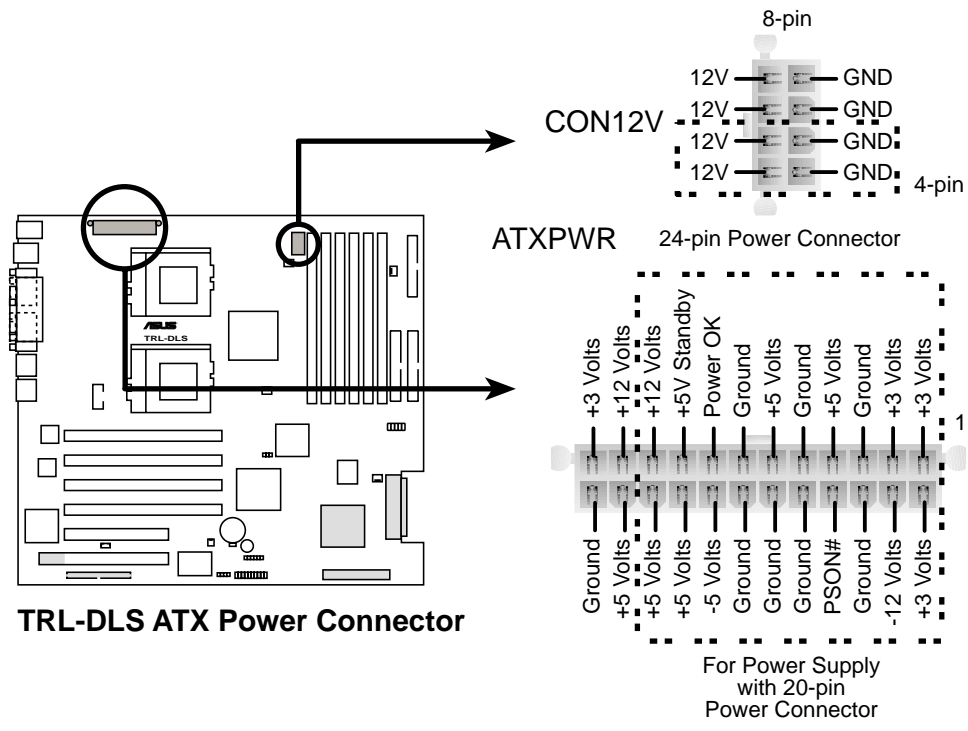 8-pin
12V
GND
12V
GND
CON12V
12V
GND
12V
GND
4-pin
ATXPWR
24-pin Power Connector
/SUS
TRL-DLS
+3 Volts
+12 Volts
+12 Volts
+5V Standby
Power OK
Ground
+5 Volts
Ground
+5 Volts
Ground
+3 Volts
+3 Volts
1
Ground
+5 Volts
+5 Volts
+5 Volts
-5 Volts
Ground
Ground
Ground
PSON#
Ground
-12 Volts
+3 Volts
TRL-DLS ATX Power Connector
For Power Supply
with 20-pin
Power Connector